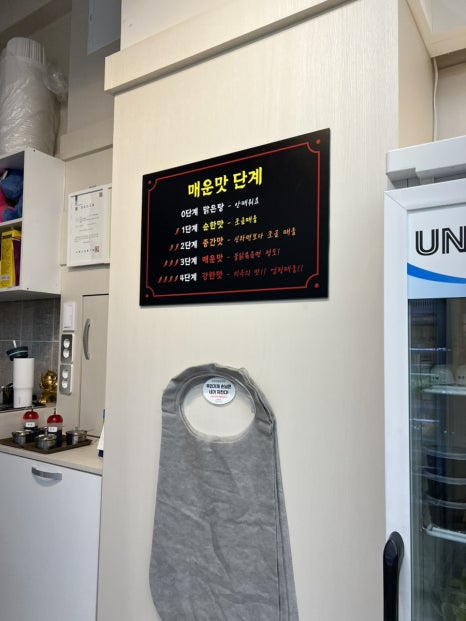 매운맛 단계
0단계 맑은탕 - 안매워요
1단계 순한맛 - 조금매움
2단계 중간맛 - 신라면보다 조금 매움
3단계 매운맛 - 불닭볶음면 정도!
4단계 강한맛 - 지옥의 맛!! 엄청매움!!
UN